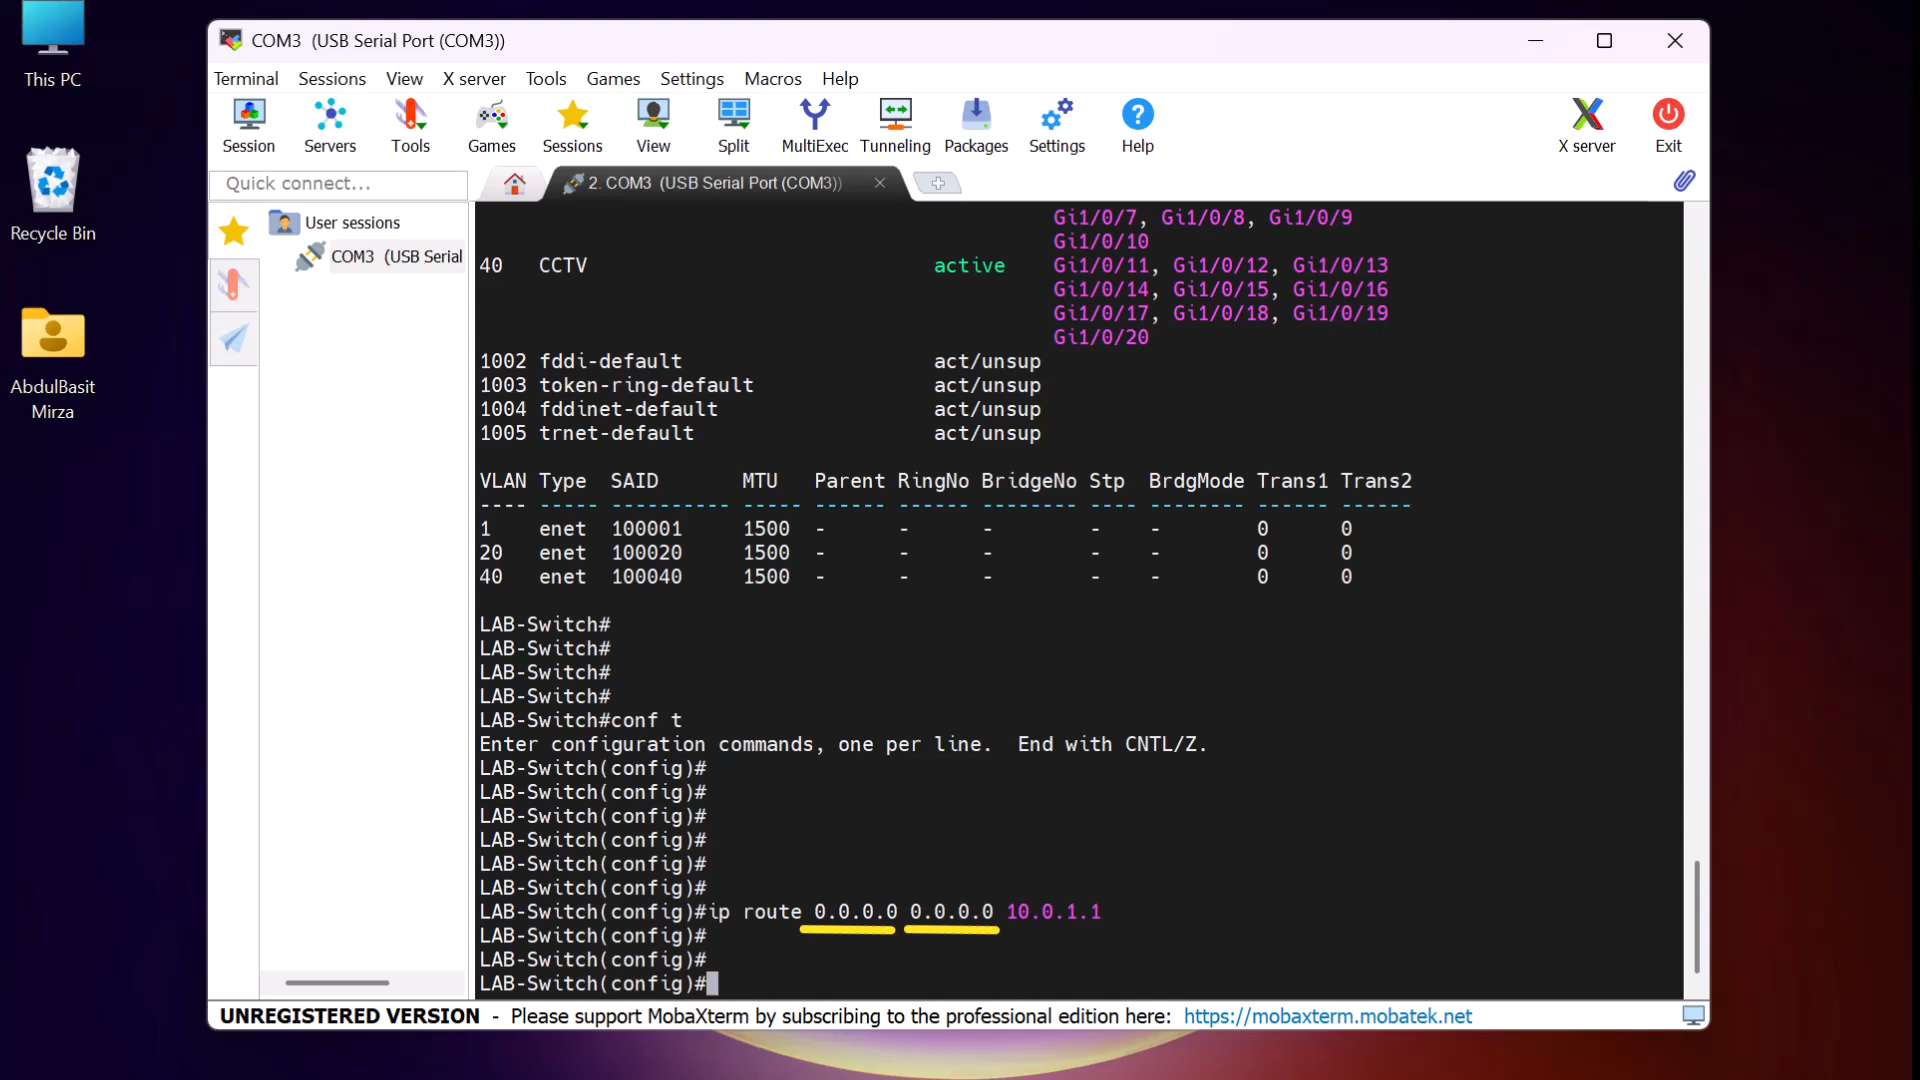 This PC
Recycle Bin
AbdulBasit
Mirza
COM3 (USB Serial Port (COM3))
Terminal Sessions View X server Tools Games Settings Macros Help
Session Servers Tools Games Sessions View Split MultiExec Tunneling Packages Settings Help X server Exit
Quick connect...
2. COM3 (USB Serial Port (COM3))
User sessions
COM3 (USB Serial
Gi1/0/7, Gi1/0/8, Gi1/0/9
Gi1/0/10
40 CCTV active Gi1/0/11, Gi1/0/12, Gi1/0/13
Gi1/0/14, Gi1/0/15, Gi1/0/16
Gi1/0/17, Gi1/0/18, Gi1/0/19
Gi1/0/20
1002 fddi-default act/unsup
1003 token-ring-default act/unsup
1004 fddinet-default act/unsup
1005 trnet-default act/unsup
VLAN Type SAID MTU Parent RingNo BridgeNo Stp BrdgMode Trans1 Trans2
---- ----- ---------- ----- ------ ------ -------- ---- -------- ------ ------
1 enet 100001 1500 - - - - - 0 0
20 enet 100020 1500 - - - - - 0 0
40 enet 100040 1500 - - - - - 0 0
LAB-Switch#
LAB-Switch#
LAB-Switch#
LAB-Switch#
LAB-Switch#conf t
Enter configuration commands, one per line. End with CNTL/Z.
LAB-Switch(config)#
LAB-Switch(config)#
LAB-Switch(config)#
LAB-Switch(config)#
LAB-Switch(config)#
LAB-Switch(config)#
LAB-Switch(config)#ip route 0.0.0.0 0.0.0.0 10.0.1.1
LAB-Switch(config)#
LAB-Switch(config)#
LAB-Switch(config)#
UNREGISTERED VERSION - Please support MobaXterm by subscribing to the professional edition here: https://mobaxterm.mobatek.net